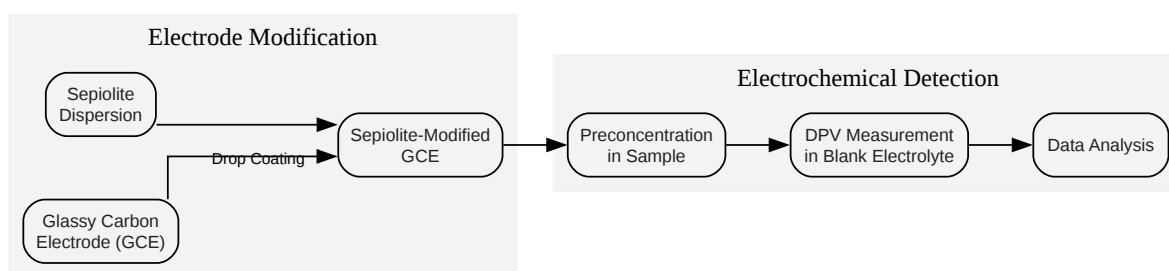 Electrode Modification
Sepiolite
Dispersion
Drop Coating
Glassy Carbon
Electrode (GCE)
Sepiolite-Modified
GCE
Electrochemical Detection
Preconcentration
in Sample
DPV Measurement
in Blank Electrolyte
Data Analysis